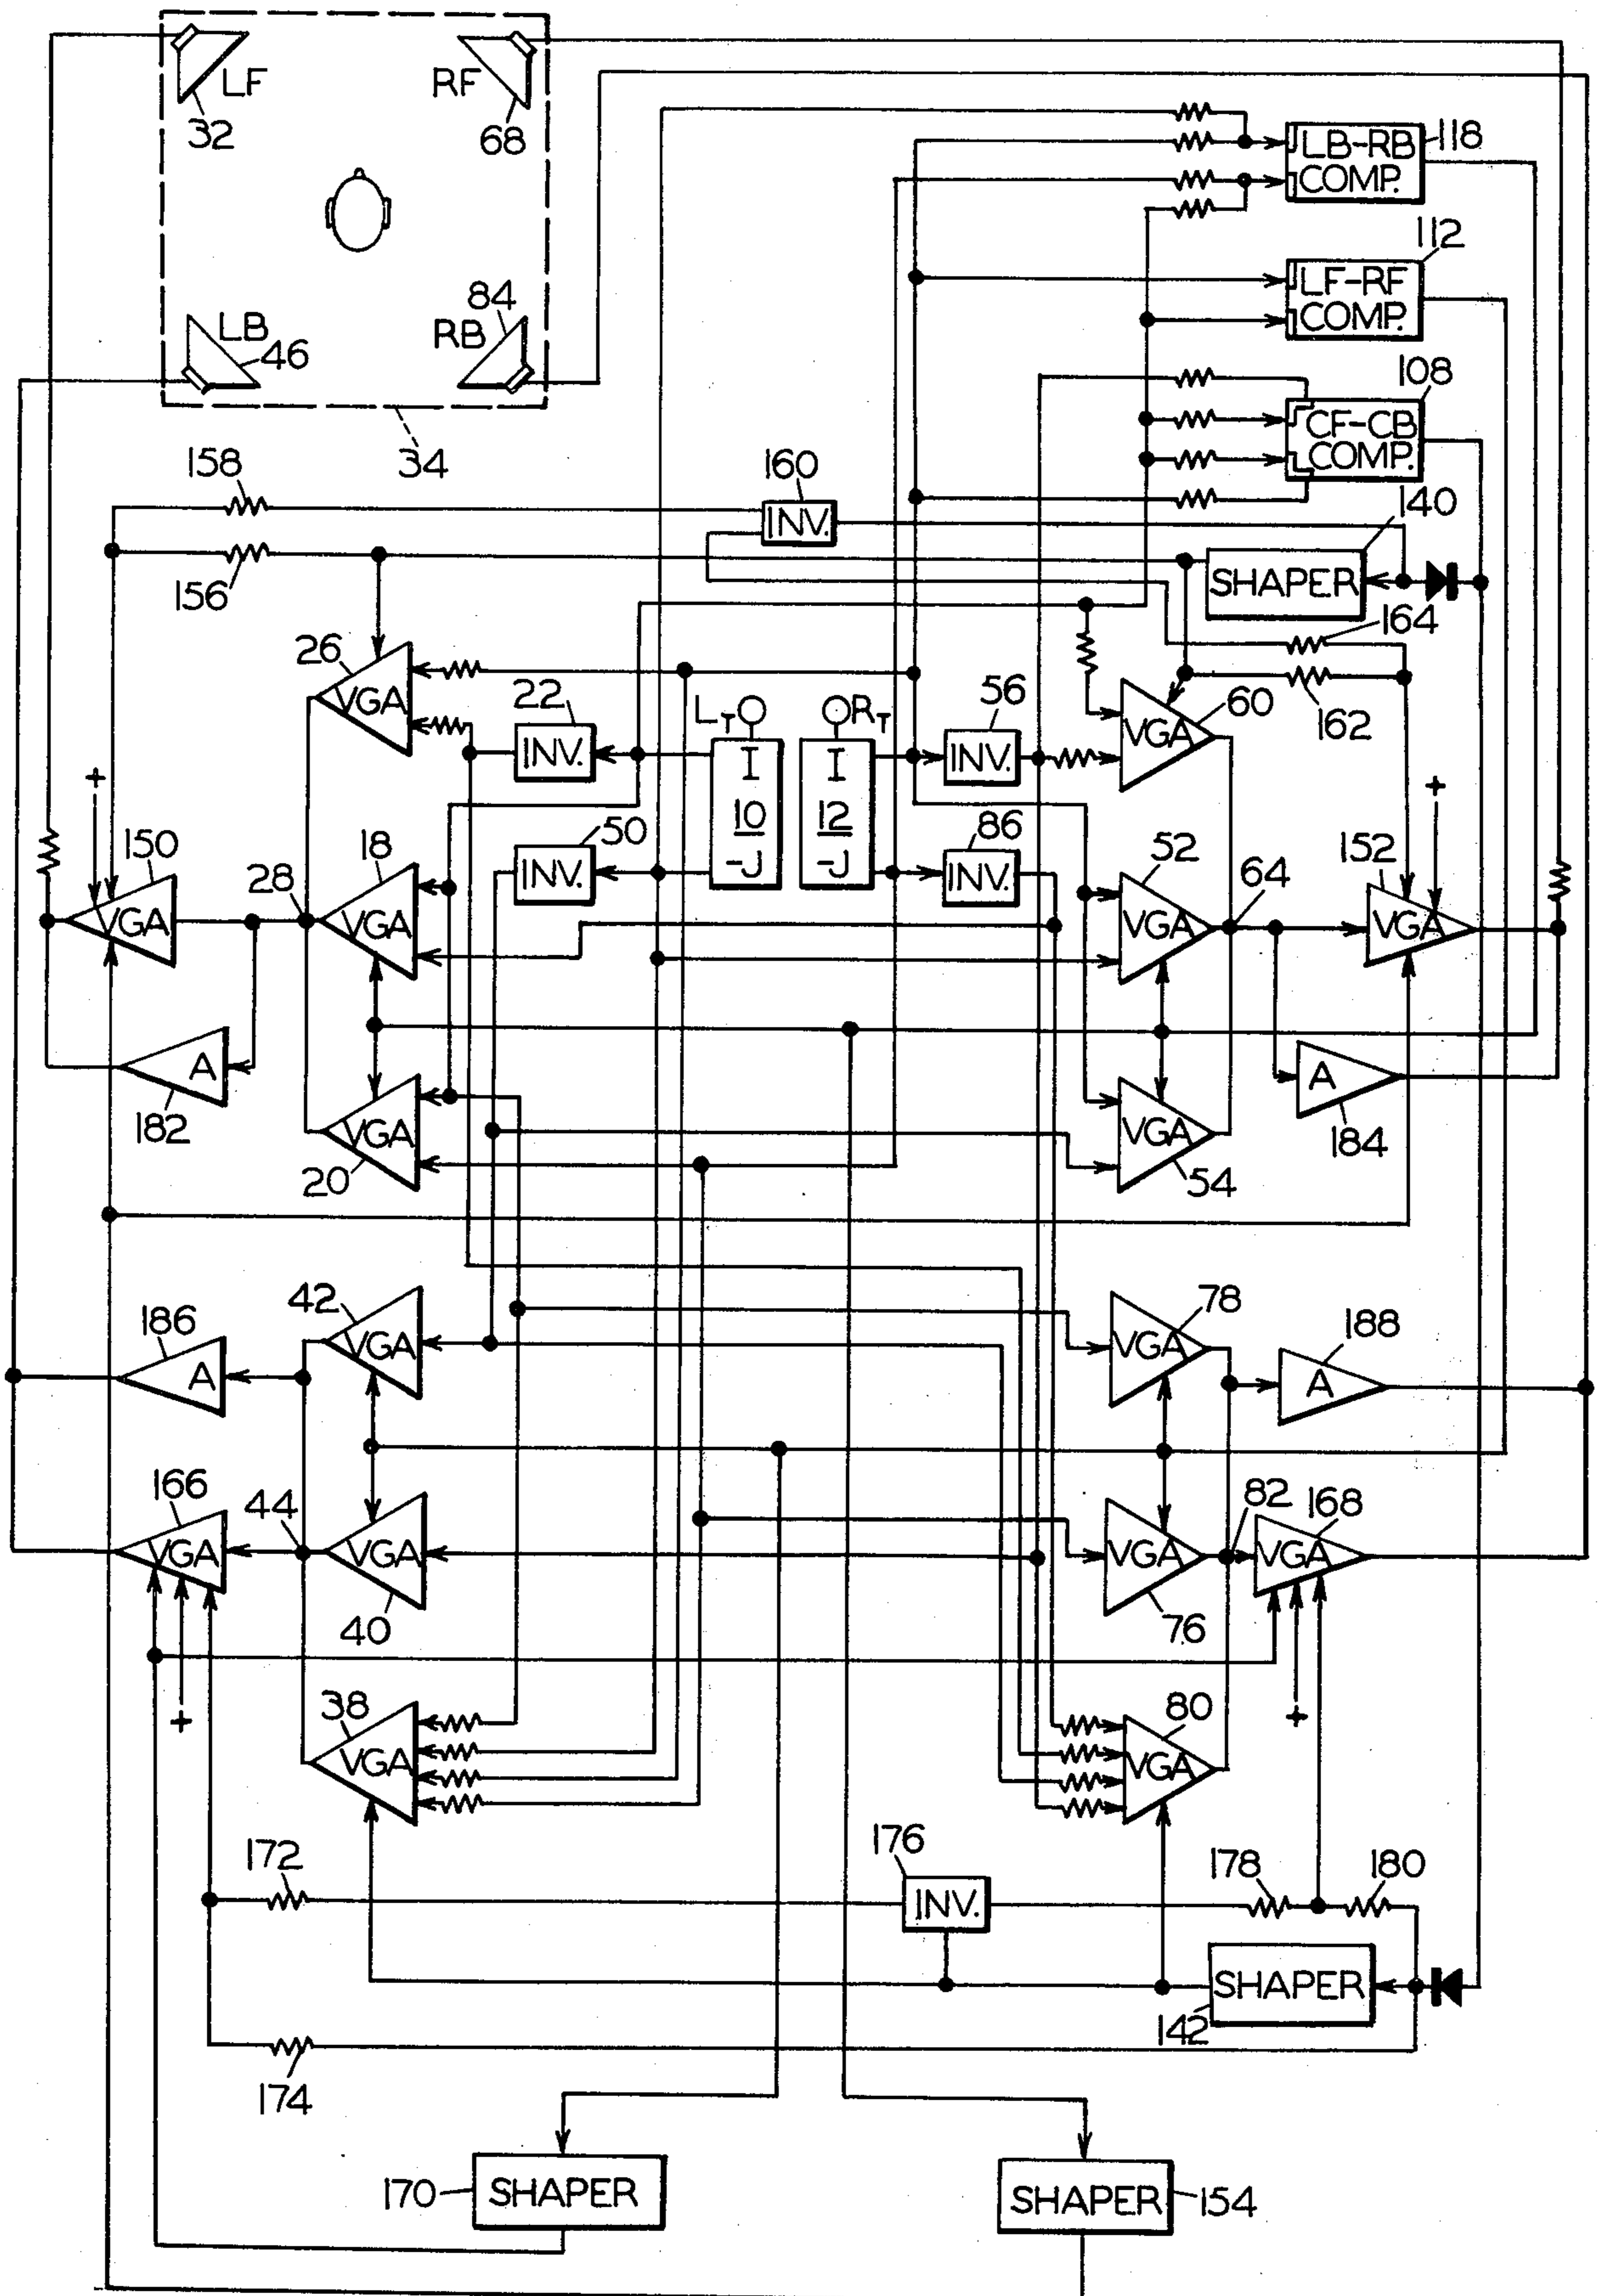 LF
RF
32
68
LB-RB
COMP.
118
112
LF-RF
COMP.
LB
46
84
RB
108
CF-CB
COMP.
34
158
160
INV.
140
156
SHAPER
164
26
VGA
22
INV.
LT
RT
56
INV.
VGA
60
162
I
10
-J
I
12
-J
+
+
150
VGA
18
VGA
28
50
INV.
86
INV.
52
VGA
64
152
VGA
A
182
VGA
20
VGA
54
A
184
42
VGA
186
A
78
VGA
188
A
166
VGA
44
VGA
40
VGA
76
82
168
VGA
+
+
38
VGA
80
VGA
172
176
INV.
178
180
SHAPER
142
174
170
SHAPER
SHAPER
154